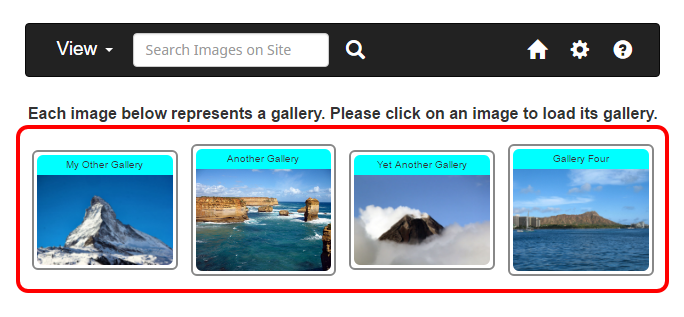 View
Search Images on Site
Each image below represents a gallery. Please click on an image to load its gallery.
My Other Gallery
Another Gallery
Yet Another Gallery
Gallery Four